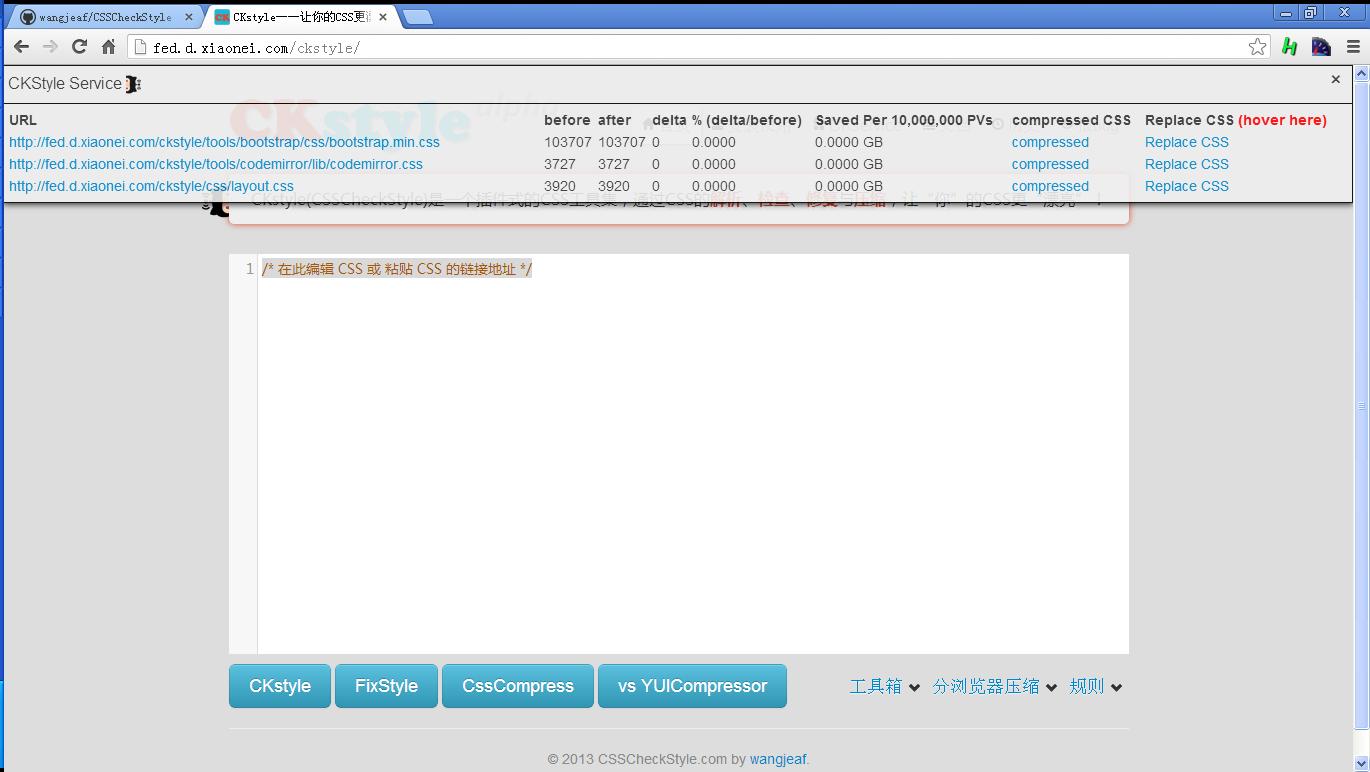 wangjeaf/CSSCheckStyle
CKstyle——让你的CSS更
fed.d.xiaonei.com/ckstyle/
CKStyle Service
URL before after delta % (delta/before) Saved Per 10,000,000 PVs compressed CSS Replace CSS (hover here)
http://fed.d.xiaonei.com/ckstyle/tools/bootstrap/css/bootstrap.min.css 103707 103707 0 0.0000 0.0000 GB compressed Replace CSS
http://fed.d.xiaonei.com/ckstyle/tools/codemirror/lib/codemirror.css 3727 3727 0 0.0000 0.0000 GB compressed Replace CSS
http://fed.d.xiaonei.com/ckstyle/css/layout.css 3920 3920 0 0.0000 0.0000 GB compressed Replace CSS
CKstyle alpha
CKstyle(CSSCheckStyle)是一个插件式的CSS工具集，通过CSS的解析、检查、修复与压缩，让“你”的CSS更“漂亮”！
1 /* 在此编辑 CSS 或 粘贴 CSS 的链接地址 */
CKstyle FixStyle CssCompress vs YUICompressor 工具箱 分浏览器压缩 规则
© 2013 CSSCheckStyle.com by wangjeaf.